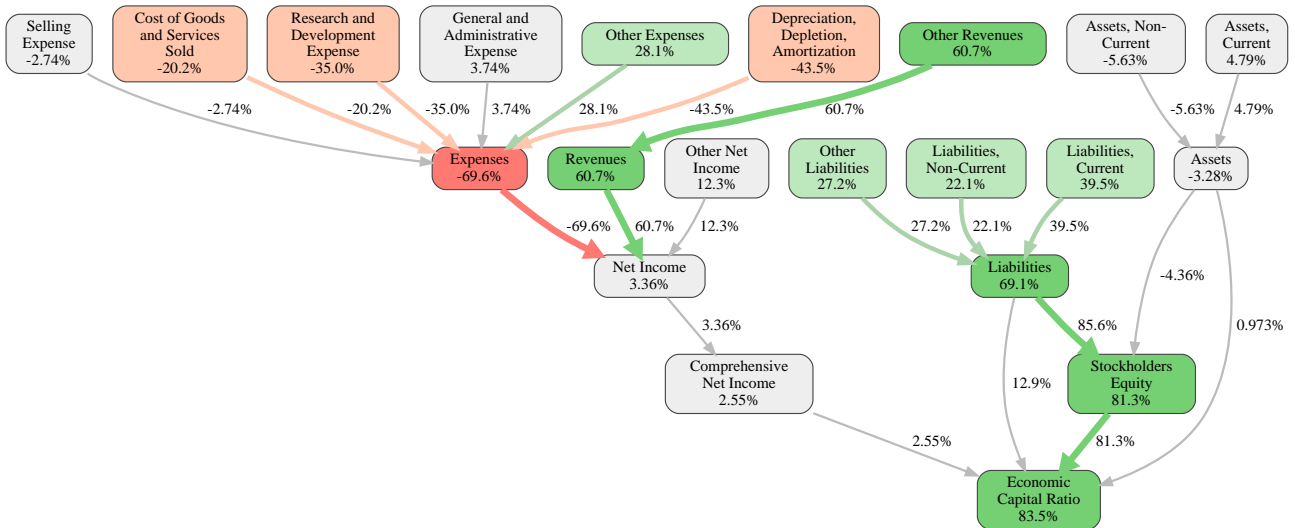 Selling
Expense
-2.74%
Cost of Goods
and Services
Sold
-20.2%
Research and
Development
Expense
-35.0%
General and
Administrative
Expense
3.74%
Other Expenses
28.1%
Depreciation,
Depletion,
Amortization
-43.5%
Other Revenues
60.7%
Assets, Non-
Current
-5.63%
Assets,
Current
4.79%
-2.74%
-20.2%
-35.0%
3.74%
28.1%
-43.5%
60.7%
-5.63%
4.79%
Expenses
-69.6%
Revenues
60.7%
Other Net
Income
12.3%
Other
Liabilities
27.2%
Liabilities,
Non-Current
22.1%
Liabilities,
Current
39.5%
Assets
-3.28%
-69.6%
60.7%
12.3%
27.2%
22.1%
39.5%
Net Income
3.36%
Liabilities
69.1%
-4.36%
3.36%
85.6%
0.973%
Comprehensive
Net Income
2.55%
12.9%
Stockholders
Equity
81.3%
2.55%
81.3%
Economic
Capital Ratio
83.5%